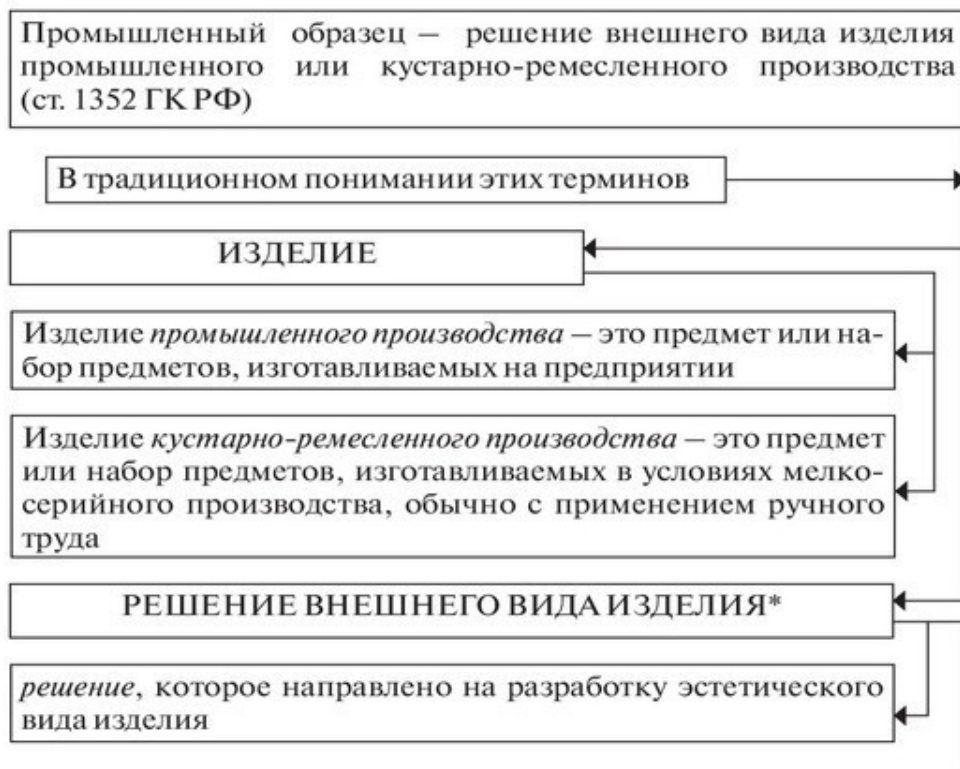 Промышленный образец – решение внешнего вида изделия
промышленного или кустарно-ремесленного производства
(ст. 1352 ГК РФ)
В традиционном понимании этих терминов
ИЗДЕЛИЕ
Изделие промышленного производства – это предмет или на-
бор предметов, изготавливаемых на предприятии
Изделие кустарно-ремесленного производства – это предмет
или набор предметов, изготавливаемых в условиях мелко-
серийного производства, обычно с применением ручного
труда
РЕШЕНИЕ ВНЕШНЕГО ВИДА ИЗДЕЛИЯ*
решение, которое направлено на разработку эстетического
вида изделия